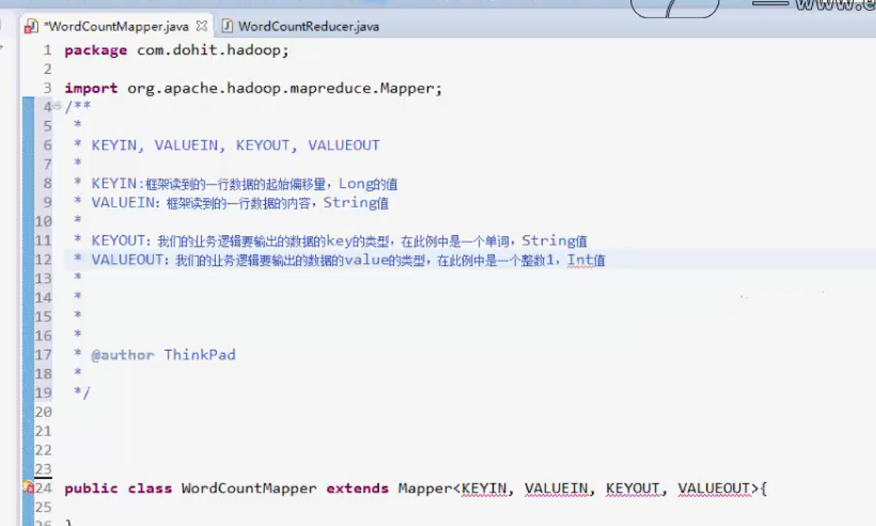 *WordCountMapper.java WordCountReducer.java
1 package com.dohit.hadoop;
2
3 import org.apache.hadoop.mapreduce.Mapper;
4 /**
5 *
6 * KEYIN, VALUEIN, KEYOUT, VALUEOUT
7 *
8 * KEYIN:框架读到的一行数据的起始偏移量，Long的值
9 * VALUEIN：框架读到的一行数据的内容，String值
10 *
11 * KEYOUT：我们的业务逻辑要输出的数据的key的类型，在此例中是一个单词，String值
12 * VALUEOUT：我们的业务逻辑要输出的数据的value的类型，在此例中是一个整数1，Int值
13 *
14 *
15 *
16 *
17 * @author ThinkPad
18 *
19 */
20
21
22
23
24 public class WordCountMapper extends Mapper<KEYIN, VALUEIN, KEYOUT, VALUEOUT>{
25
26 }